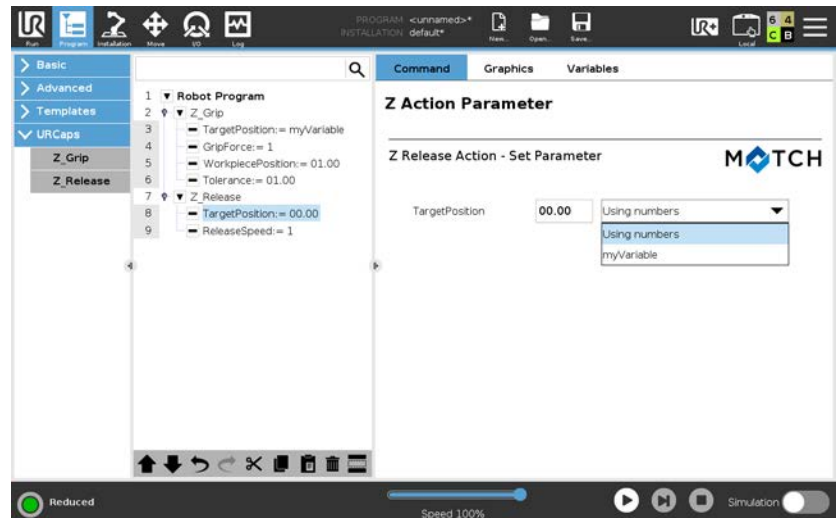 PROGRAM <unnamed>*
INSTALLATION default*
Run
Program
Installation
Move
I/O
Log
New...
Open...
Save...
UR+
Local
6 4
C B
Basic
Advanced
Templates
URCaps
Z_Grip
Z_Release
1 Robot Program
2 Z_Grip
3 TargetPosition:= myVariable
4 GripForce:= 1
5 WorkpiecePosition:= 01.00
6 Tolerance:= 01.00
7 Z_Release
8 TargetPosition:= 00.00
9 ReleaseSpeed:= 1
Command Graphics Variables
Z Action Parameter
Z Release Action - Set Parameter
MATCH
TargetPosition 00.00 Using numbers
Using numbers
myVariable
Reduced
Speed 100%
Simulation